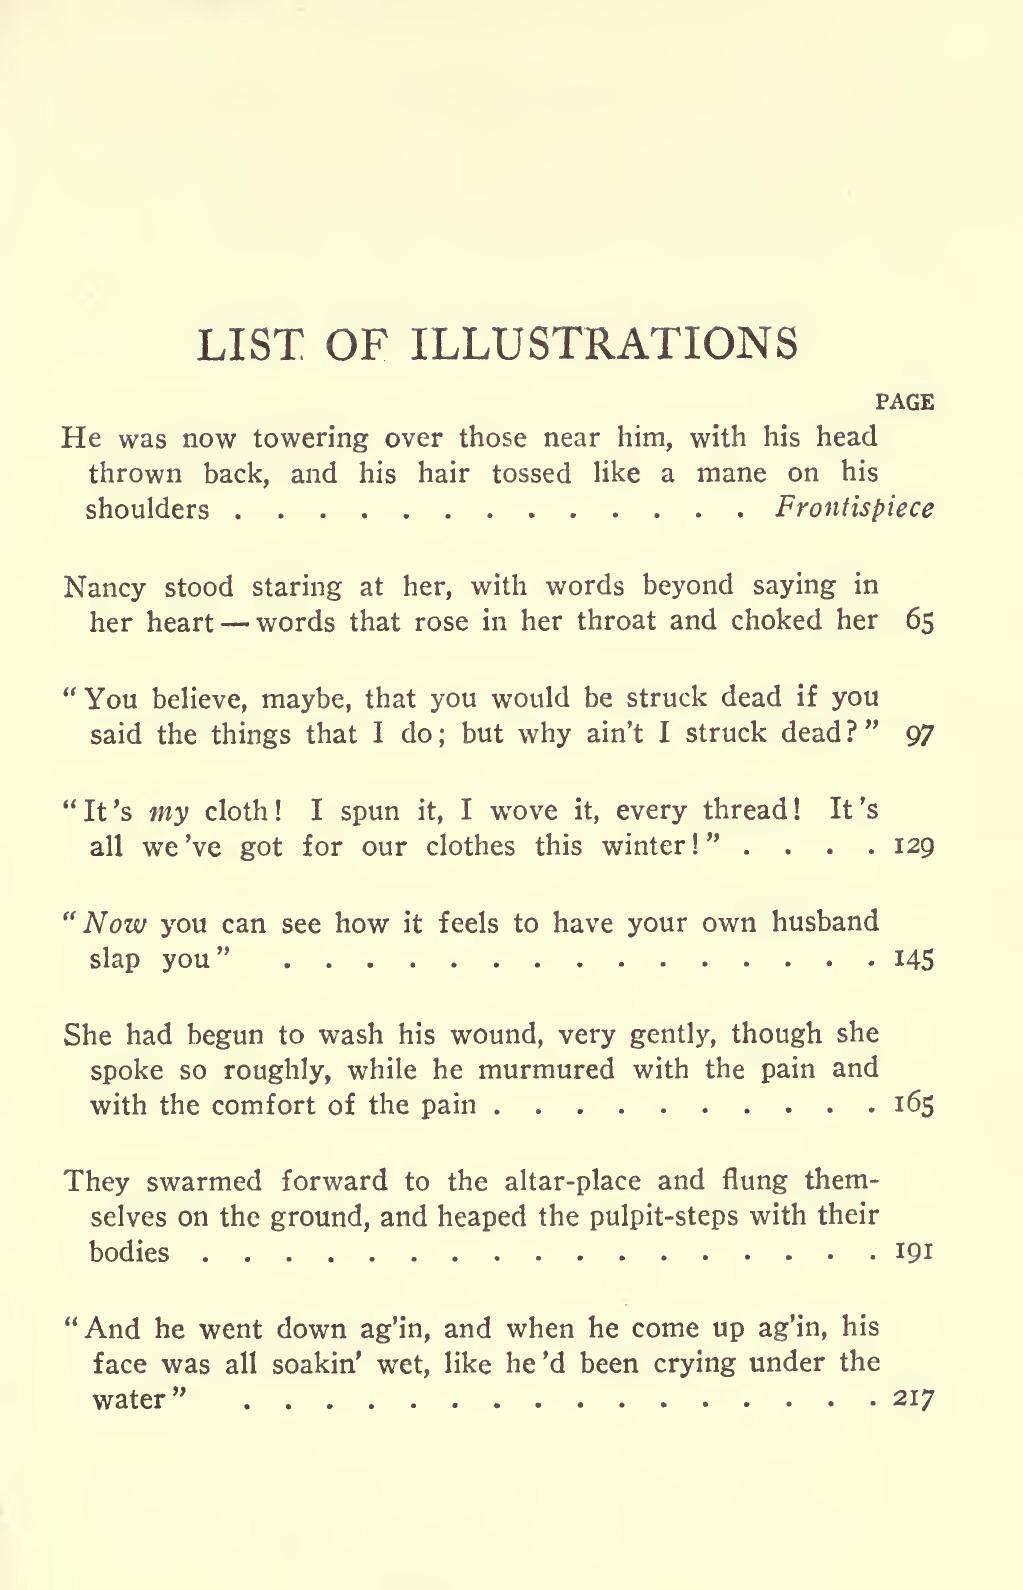 LIST OF ILLUSTRATIONS
PAGE
He was now towering over those near him, with his head
thrown back, and his hair tossed like a mane on his
shoulders . . . . . . . . . . . . . Frontispiece
Nancy stood staring at her, with words beyond saying in
her heart — words that rose in her throat and choked her 65
“You believe, maybe, that you would be struck dead if you
said the things that I do; but why ain't I struck dead?” 97
“It's my cloth! I spun it, I wove it, every thread! It's
all we've got for our clothes this winter!” . . . . 129
“Now you can see how it feels to have your own husband
slap you” . . . . . . . . . . . . . . . 145
She had begun to wash his wound, very gently, though she
spoke so roughly, while he murmured with the pain and
with the comfort of the pain . . . . . . . . . . 165
They swarmed forward to the altar-place and flung them-
selves on the ground, and heaped the pulpit-steps with their
bodies . . . . . . . . . . . . . . . . . 191
“And he went down ag'in, and when he come up ag'in, his
face was all soakin' wet, like he'd been crying under the
water” . . . . . . . . . . . . . . . . 217